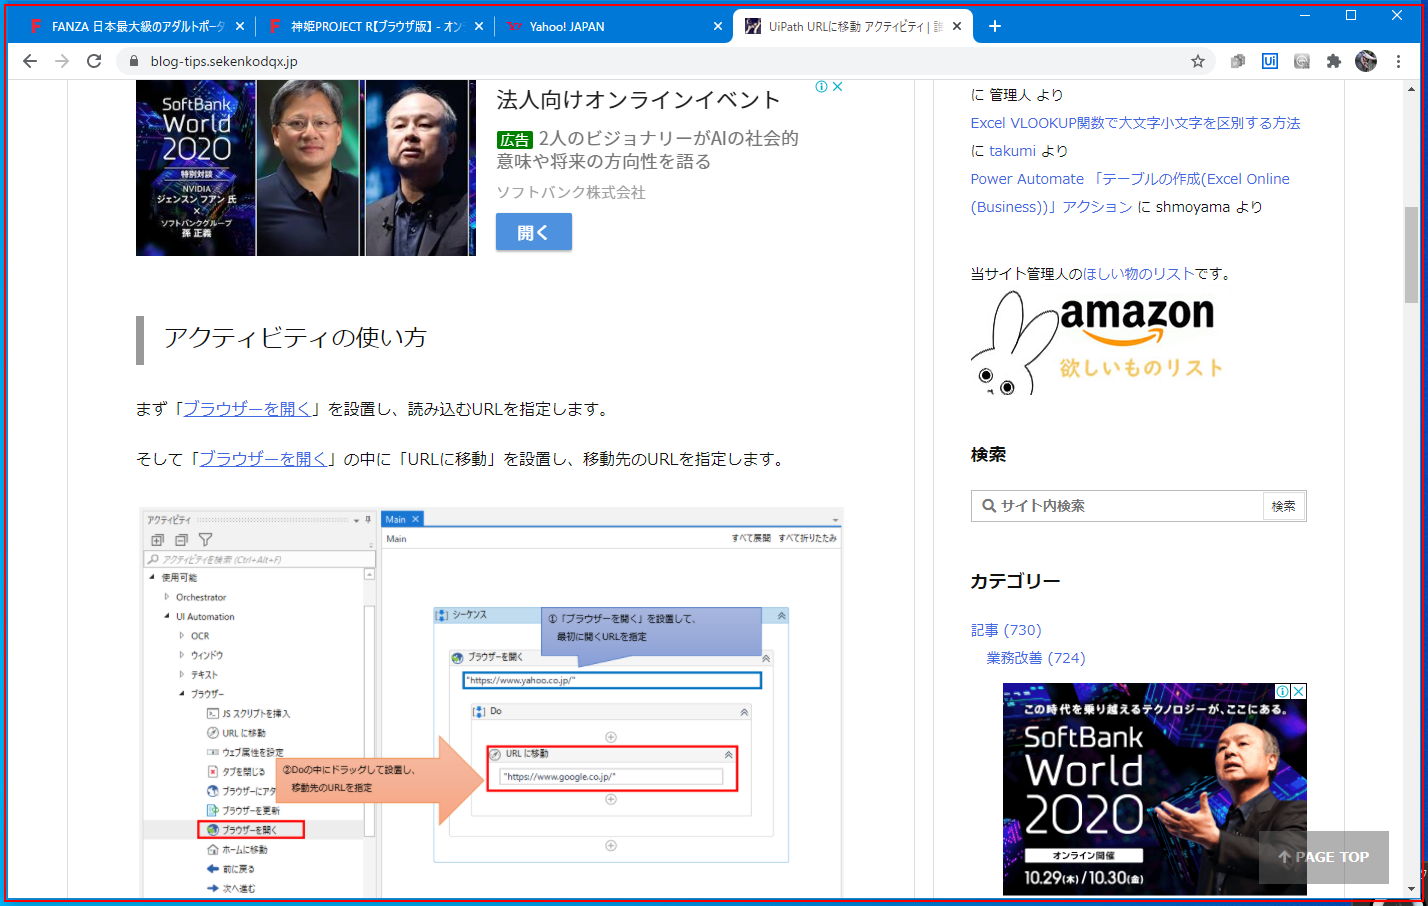 FANZA 日本最大級のアダルトポータ
神姫PROJECT R【ブラウザ版】 - オン
Yahoo! JAPAN
UiPath URLに移動 アクティビティ | 誰
blog-tips.sekenkodqx.jp
SoftBank
World
2020
特別対談
NVIDIA
ジェンスン フアン 氏
×
ソフトバンクグループ
孫 正義
法人向けオンラインイベント
広告 2人のビジョナリーがAIの社会的
意味や将来の方向性を語る
ソフトバンク株式会社
開く
アクティビティの使い方
まず「ブラウザーを開く」を設置し、読み込むURLを指定します。
そして「ブラウザーを開く」の中に「URLに移動」を設置し、移動先のURLを指定します。
アクティビティ
アクティビティを検索 (Ctrl+Alt+F)
使用可能
Orchestrator
UI Automation
OCR
ウィンドウ
テキスト
ブラウザー
JS スクリプトを挿入
URL に移動
ウェブ属性を設定
タブを閉じる
ブラウザーにアタ
ブラウザーを更新
ブラウザーを開く
ホームに移動
前に戻る
次へ進む
Main
Main
すべて展開 すべて折りたたみ
シーケンス
①「ブラウザーを開く」を設置して、
最初に開くURLを指定
ブラウザーを開く
"https://www.yahoo.co.jp/"
Do
URL に移動
"https://www.google.co.jp/"
②Doの中にドラッグして設置し、
移動先のURLを指定
に 管理人 より
Excel VLOOKUP関数で大文字小文字を区別する方法
に takumi より
Power Automate 「テーブルの作成(Excel Online
(Business))」アクション に shmoyama より
当サイト管理人のほしい物のリストです。
amazon
欲しいものリスト
検索
サイト内検索
検索
カテゴリー
記事 (730)
業務改善 (724)
この時代を乗り越えるテクノロジーが、ここにある。
SoftBank
World
2020
オンライン開催
10.29(木)/10.30(金)
PAGE TOP